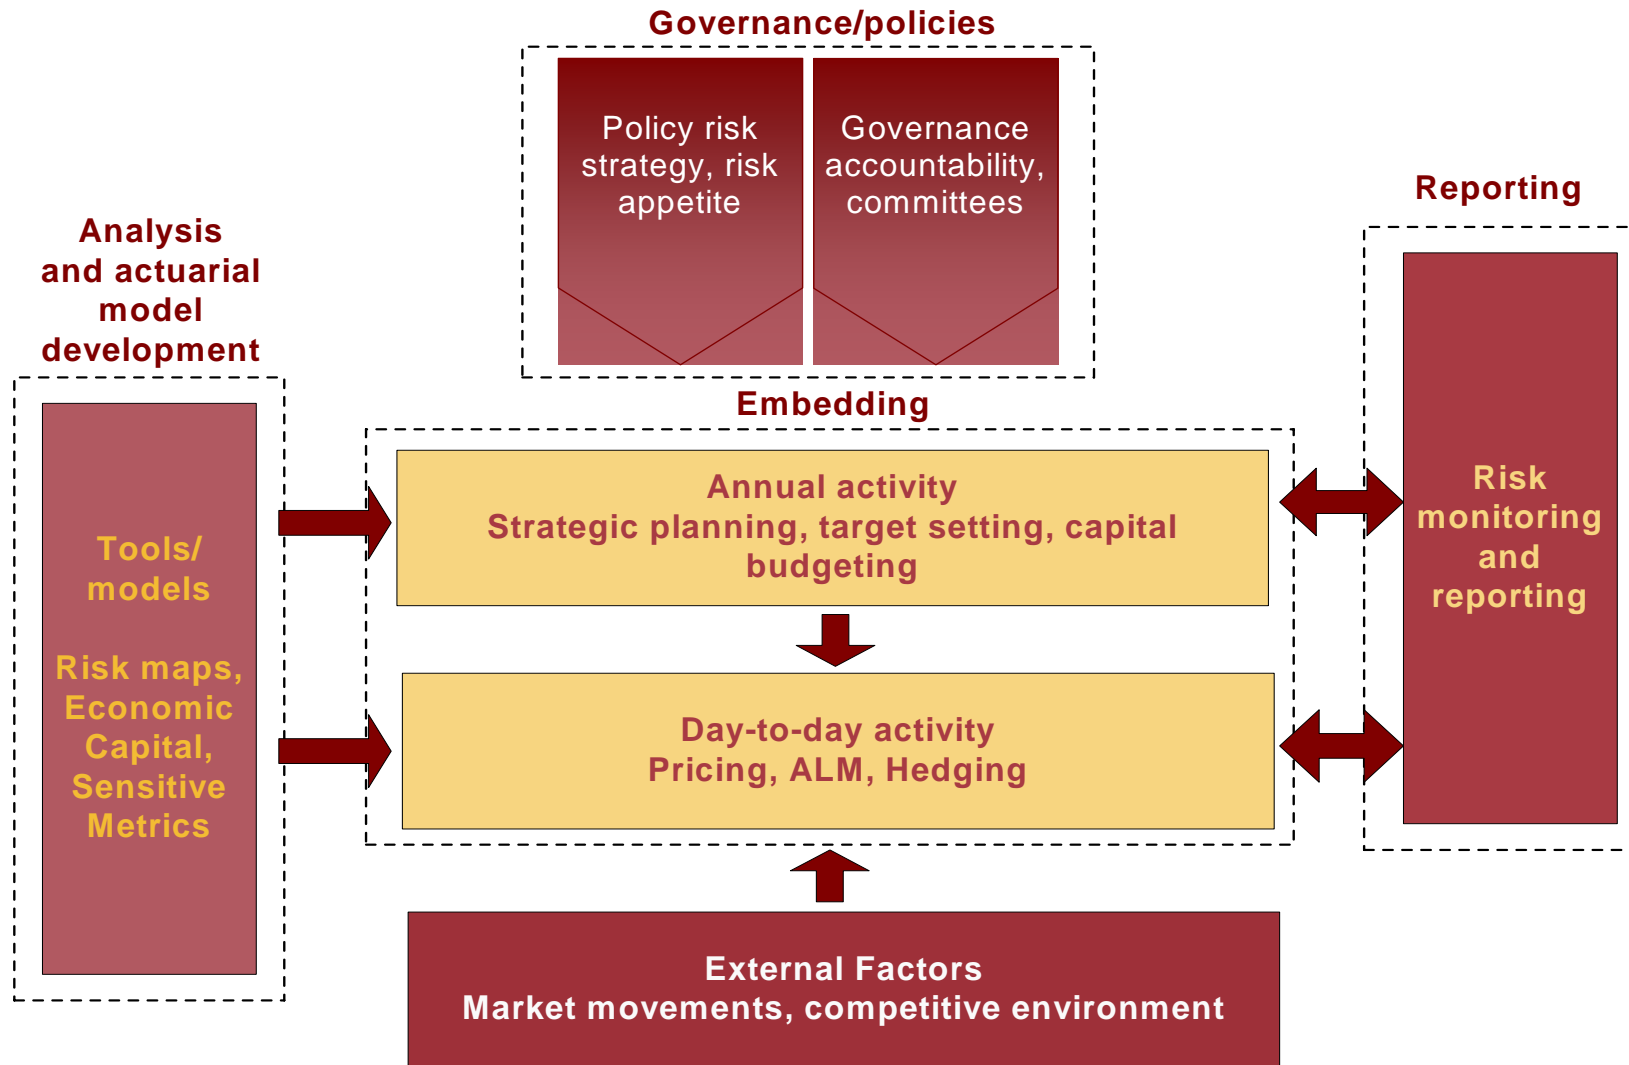 Governance/policies
Policy risk
strategy, risk
appetite
Governance
accountability,
committees
Reporting
Analysis
and actuarial
model
development
Embedding
Tools/
models
Risk maps,
Economic
Capital,
Sensitive
Metrics
Annual activity
Strategic planning, target setting, capital
budgeting
Day-to-day activity
Pricing, ALM, Hedging
Risk
monitoring
and
reporting
External Factors
Market movements, competitive environment